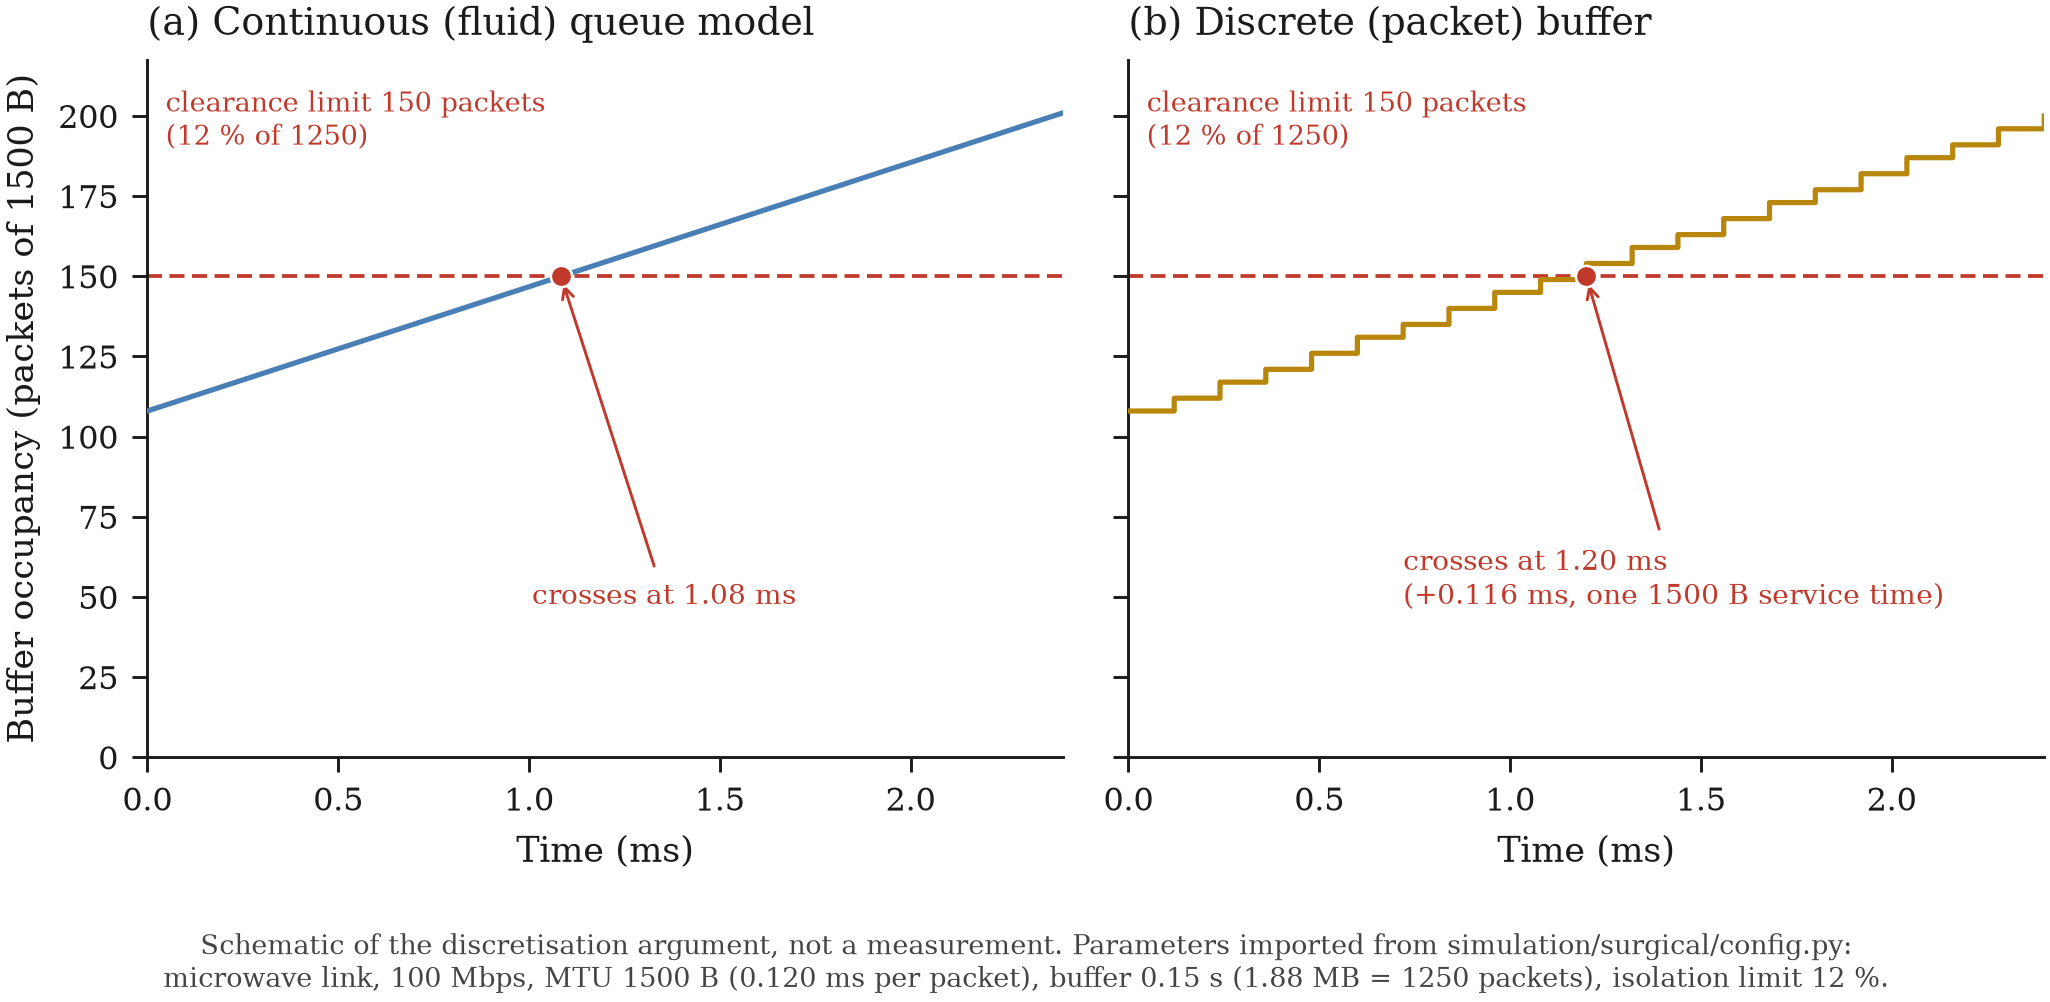 (a) Continuous (fluid) queue model
Buffer occupancy (packets of 1500 B)
200
175
150
125
100
75
50
25
0
clearance limit 150 packets
(12 % of 1250)
crosses at 1.08 ms
0.0 0.5 1.0 1.5 2.0
Time (ms)
(b) Discrete (packet) buffer
clearance limit 150 packets
(12 % of 1250)
crosses at 1.20 ms
(+0.116 ms, one 1500 B service time)
0.0 0.5 1.0 1.5 2.0
Time (ms)
Schematic of the discretisation argument, not a measurement. Parameters imported from simulation/surgical/config.py:
microwave link, 100 Mbps, MTU 1500 B (0.120 ms per packet), buffer 0.15 s (1.88 MB = 1250 packets), isolation limit 12 %.